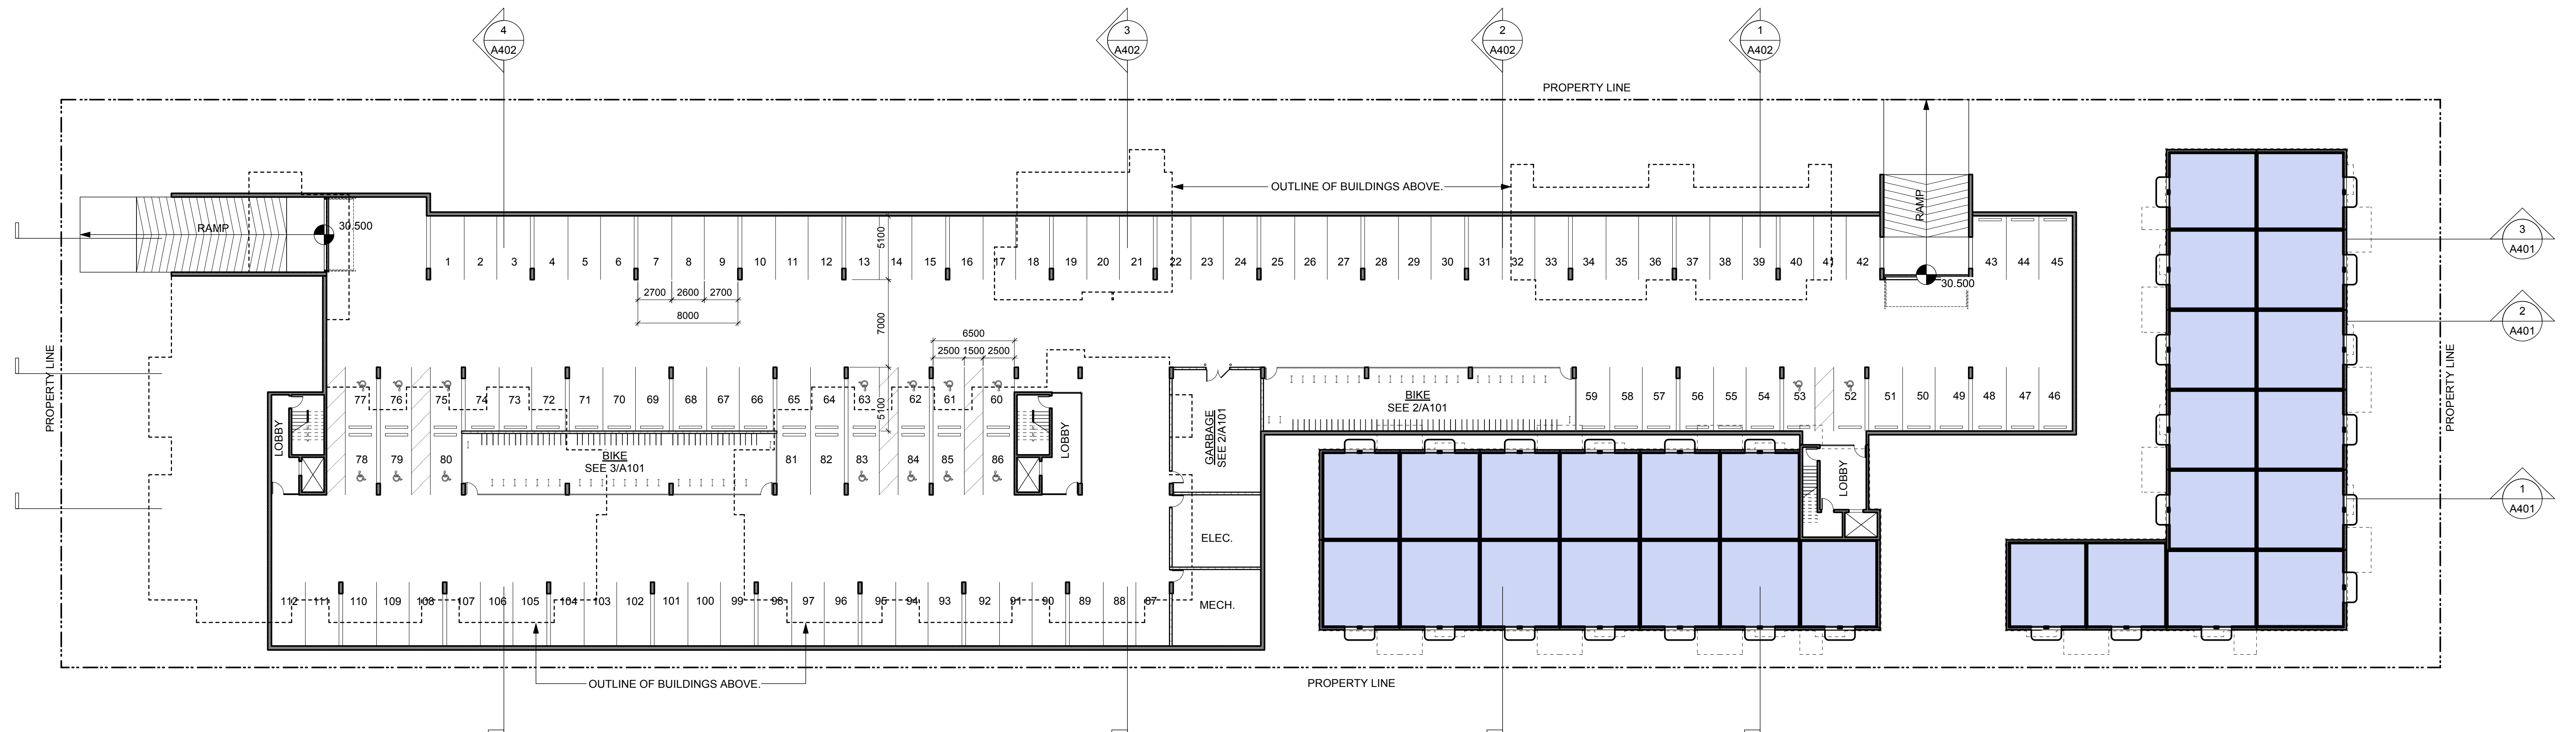 4
A402
3
A402
2
A402
1
A402
PROPERTY LINE
OUTLINE OF BUILDINGS ABOVE.
RAMP
30.500
RAMP
30.500
5100
1 2 3 4 5 6 7 8 9 10 11 12 13 14 15 16 17 18 19 20 21 22 23 24 25 26 27 28 29 30 31 32 33 34 35 36 37 38 39 40 41 42 43 44 45
2700 2600 2700
8000
7000
6500
2500 1500 2500
5100
PROPERTY LINE
PROPERTY LINE
3
A401
2
A401
1
A401
77 76 75 74 73 72 71 70 69 68 67 66 65 64 63 62 61 60
59 58 57 56 55 54 53 52 51 50 49 48 47 46
BIKE
SEE 2/A101
GARBAGE
SEE 2/A101
LOBBY
LOBBY
LOBBY
BIKE
SEE 3/A101
78 79 80 81 82 83 84 85 86
ELEC.
MECH.
112 111 110 109 108 107 106 105 104 103 102 101 100 99 98 97 96 95 94 93 92 91 90 89 88 87
OUTLINE OF BUILDINGS ABOVE.
PROPERTY LINE